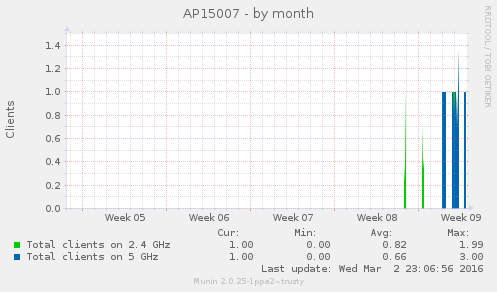 AP15007 - by month
RRDTOOL / TOBI OETIKER
Clients
1.4
1.2
1.0
0.8
0.6
0.4
0.2
0.0
Week 05 Week 06 Week 07 Week 08 Week 09
Cur: Min: Avg: Max:
Total clients on 2.4 GHz 1.00 0.00 0.82 1.99
Total clients on 5 GHz 1.00 0.00 0.66 3.00
Last update: Wed Mar 2 23:06:56 2016
Munin 2.0.25-1ppa2~trusty